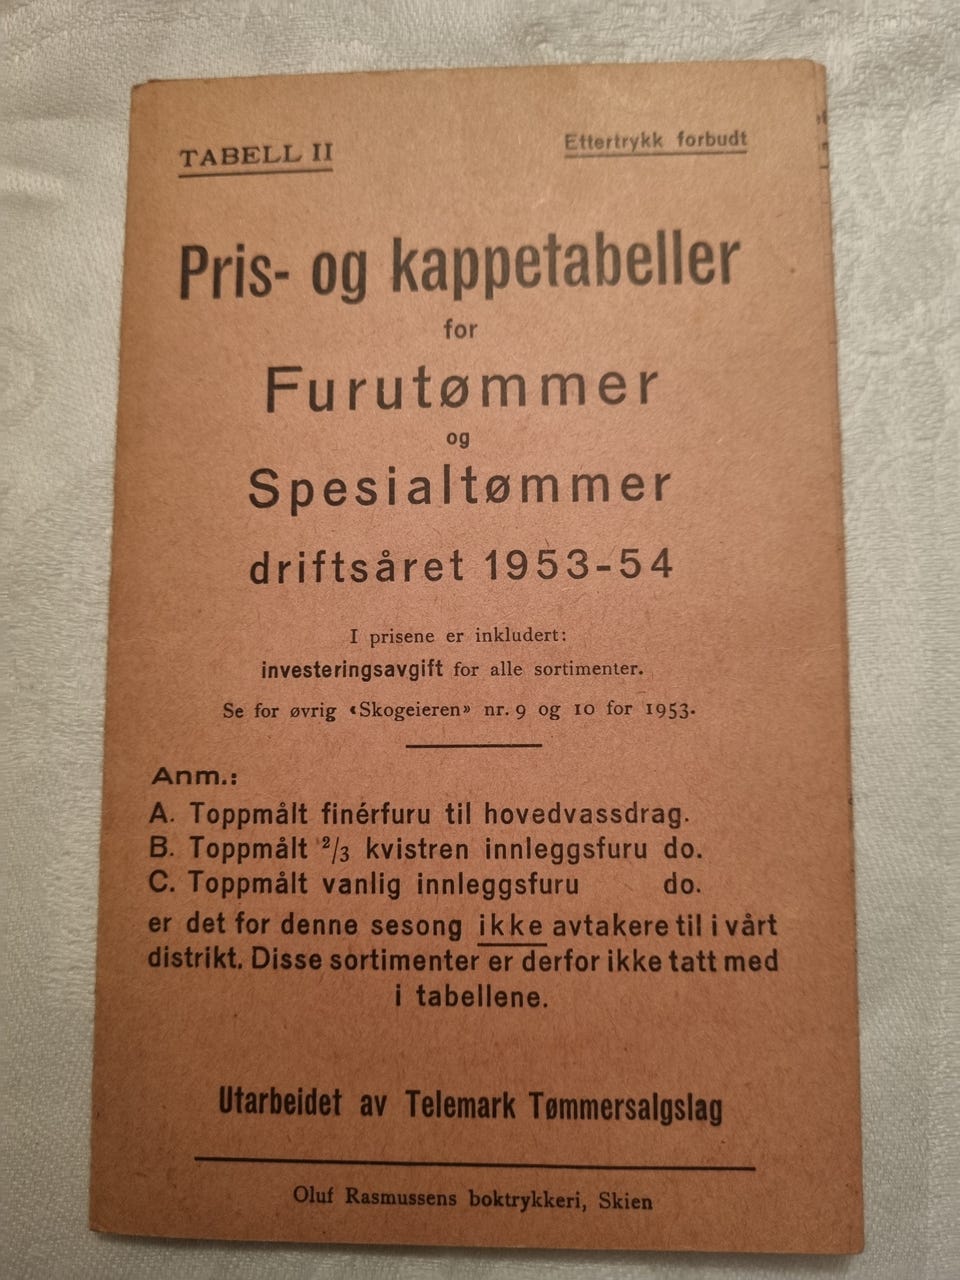 TABELL II
Ettertrykk forbudt
Pris- og kappetabeller
for
Furutømmer
og
Spesialtømmer
driftsåret 1953-54
I prisene er inkludert:
investeringsavgift for alle sortimenter.
Se for øvrig «Skogeieren» nr. 9 og 10 for 1953.
Anm.:
A. Toppmålt finérfuru til hovedvassdrag.
B. Toppmålt 2/3 kvistren innleggsfuru do.
C. Toppmålt vanlig innleggsfuru do.
er det for denne sesong ikke avtakere til i vårt
distrikt. Disse sortimenter er derfor ikke tatt med
i tabellene.
Utarbeidet av Telemark Tømmersalgslag
Oluf Rasmussens boktrykkeri, Skien